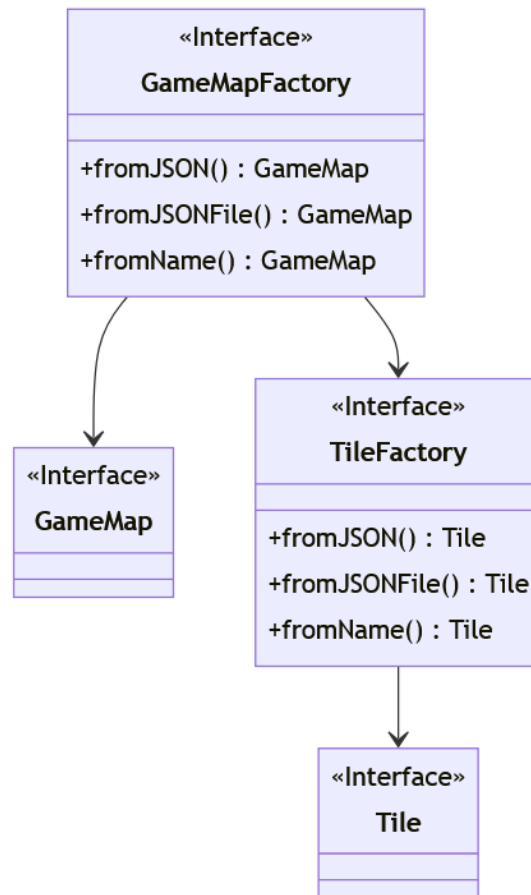 «Interface»
GameMapFactory
+fromJSON() : GameMap
+fromJSONFile() : GameMap
+fromName() : GameMap
«Interface»
GameMap
«Interface»
TileFactory
+fromJSON() : Tile
+fromJSONFile() : Tile
+fromName() : Tile
«Interface»
Tile